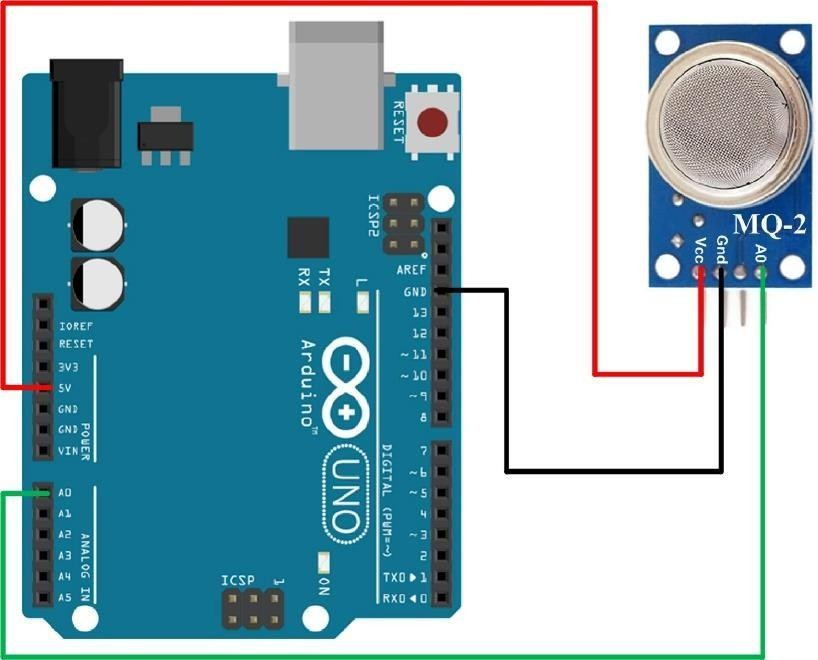 RESET
ICSP2
AREF
GND
13
12
~11
~10
~9
8
7
~6
~5
4
~3
2
TX0▶1
RX0◀0
DIGITAL (PWM=~)
L
TX
RX
Arduino™
UNO
IOREF
RESET
3V3
5V
GND
GND
VIN
POWER
A0
A1
A2
A3
A4
A5
ANALOG IN
ICSP
1
ON
MQ-2
Vcc
Gnd
A0